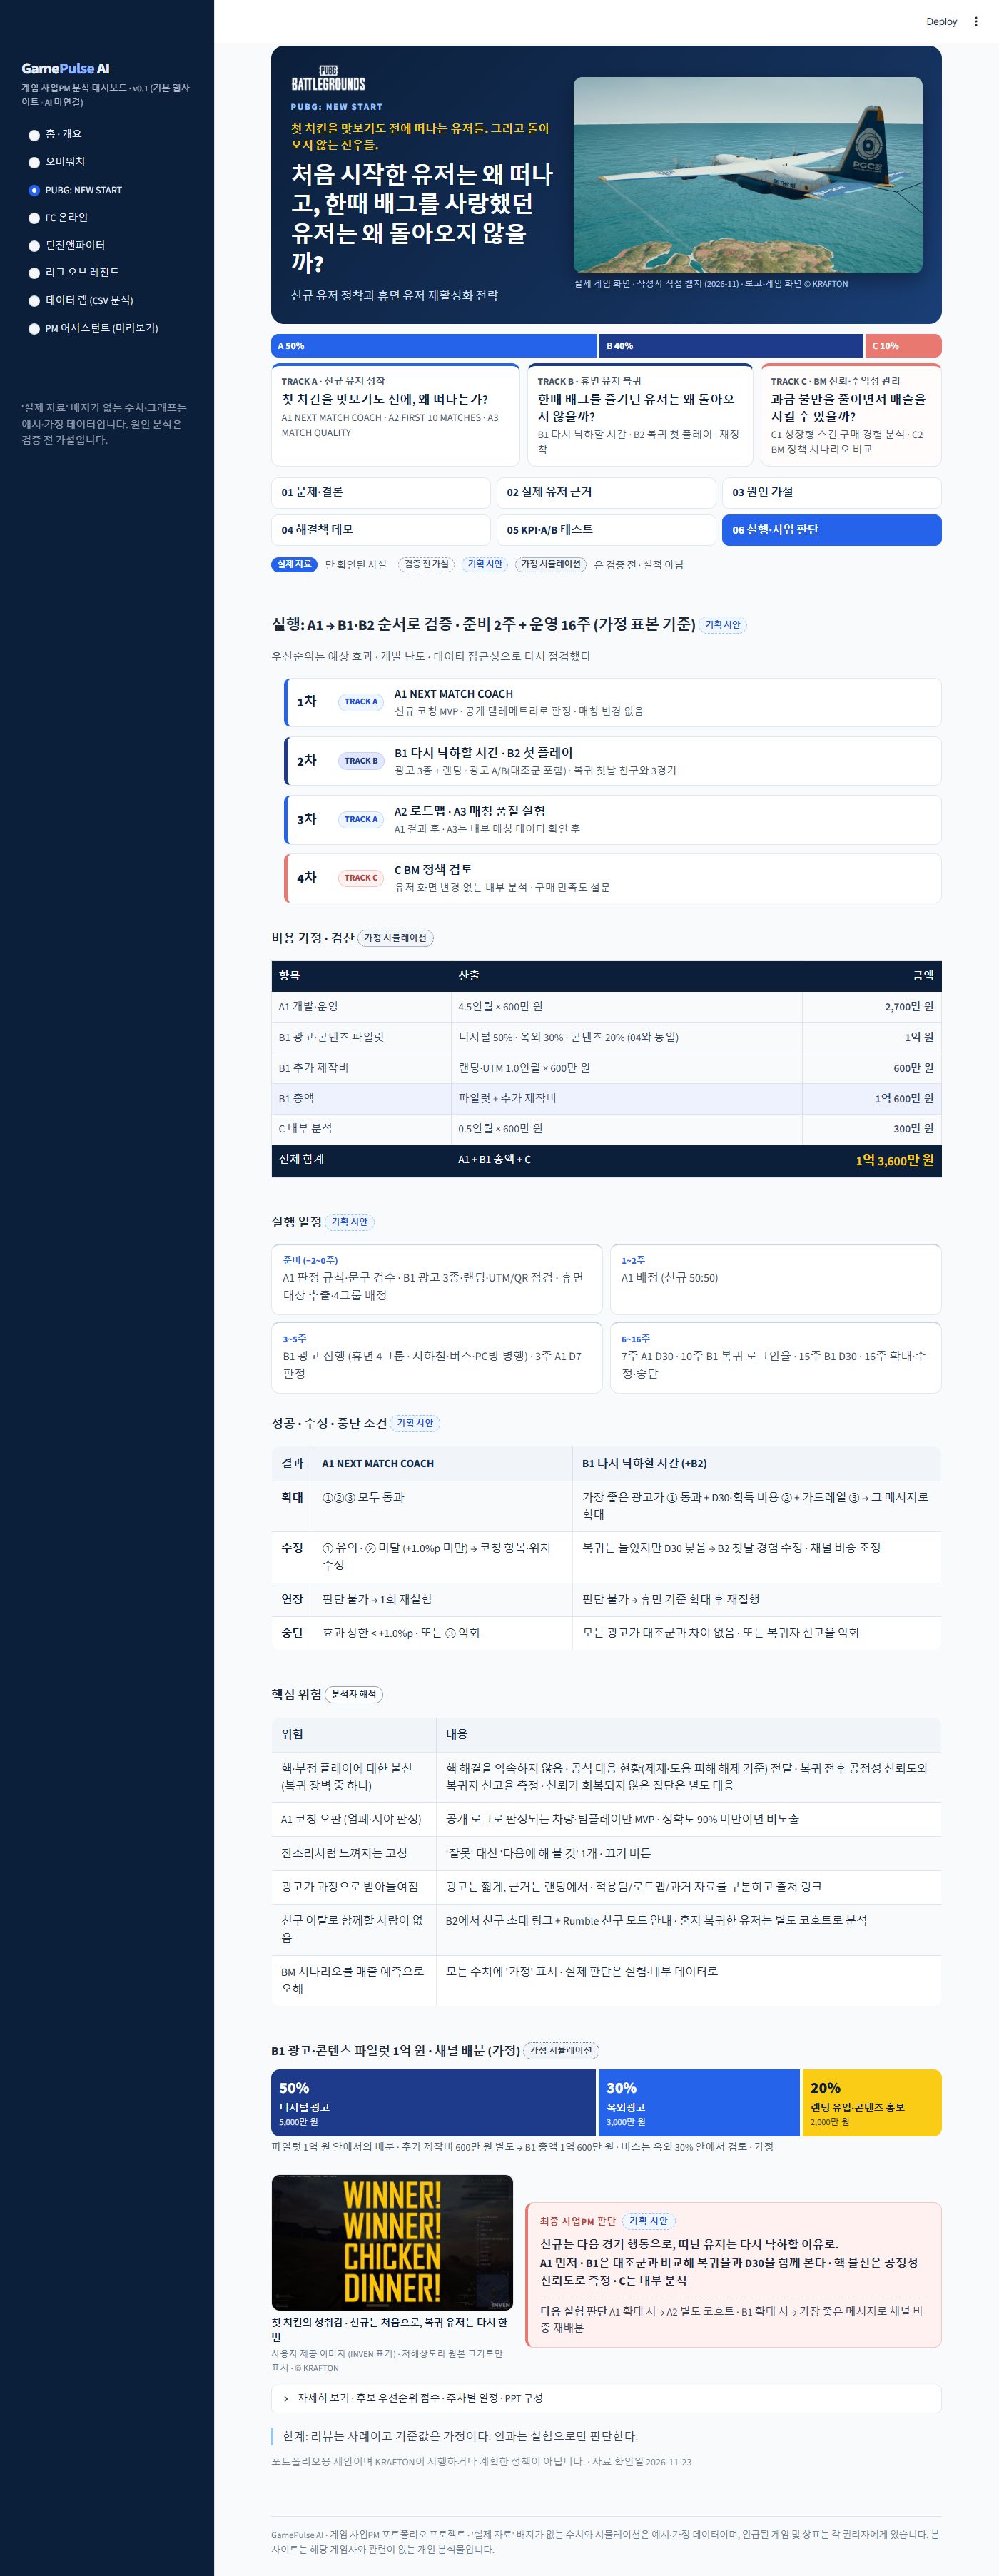 Deploy
GamePulse AI
게임 사업PM 분석 대시보드 · v0.1 (기본 웹사
이트 · AI 미연결)
홈 · 개요
오버워치
PUBG: NEW START
FC 온라인
던전앤파이터
리그 오브 레전드
데이터 랩 (CSV 분석)
PM 어시스턴트 (미리보기)
'실제 자료' 배지가 없는 수치·그래프는
예시·가정 데이터입니다. 원인 분석은
검증 전 가설입니다.
PUBG
BATTLEGROUNDS
PUBG: NEW START
첫 치킨을 맛보기도 전에 떠나는 유저들. 그리고 돌아
오지 않는 전우들.
처음 시작한 유저는 왜 떠나
고, 한때 배그를 사랑했던
유저는 왜 돌아오지 않을
까?
신규 유저 정착과 휴면 유저 재활성화 전략
PGCS
실제 게임 화면 · 작성자 직접 캡처 (2026-11) · 로고·게임 화면 © KRAFTON
A 50%
B 40%
C 10%
TRACK A · 신규 유저 정착
첫 치킨을 맛보기도 전에, 왜 떠나는가?
A1 NEXT MATCH COACH · A2 FIRST 10 MATCHES · A3
MATCH QUALITY
TRACK B · 휴면 유저 복귀
한때 배그를 즐기던 유저는 왜 돌아오
지 않을까?
B1 다시 낙하할 시간 · B2 복귀 첫 플레이 · 재정
착
TRACK C · BM 신뢰·수익성 관리
과금 불만을 줄이면서 매출을
지킬 수 있을까?
C1 성장형 스킨 구매 경험 분석 · C2
BM 정책 시나리오 비교
01 문제·결론
02 실제 유저 근거
03 원인 가설
04 해결책 데모
05 KPI·A/B 테스트
06 실행·사업 판단
실제 자료 만 확인된 사실 검증 전 가설 기획 시안 가정 시뮬레이션 은 검증 전 · 실적 아님
실행: A1 → B1·B2 순서로 검증 · 준비 2주 + 운영 16주 (가정 표본 기준) 기획 시안
우선순위는 예상 효과 · 개발 난도 · 데이터 접근성으로 다시 점검했다
1차
TRACK A
A1 NEXT MATCH COACH
신규 코칭 MVP · 공개 텔레메트리로 판정 · 매칭 변경 없음
2차
TRACK B
B1 다시 낙하할 시간 · B2 첫 플레이
광고 3종 + 랜딩 · 광고 A/B(대조군 포함) · 복귀 첫날 친구와 3경기
3차
TRACK A
A2 로드맵 · A3 매칭 품질 실험
A1 결과 후 · A3는 내부 매칭 데이터 확인 후
4차
TRACK C
C BM 정책 검토
유저 화면 변경 없는 내부 분석 · 구매 만족도 설문
비용 가정 · 검산 가정 시뮬레이션
항목 산출 금액
A1 개발·운영 4.5인월 × 600만 원 2,700만 원
B1 광고·콘텐츠 파일럿 디지털 50% · 옥외 30% · 콘텐츠 20% (04와 동일) 1억 원
B1 추가 제작비 랜딩·UTM 1.0인월 × 600만 원 600만 원
B1 총액 파일럿 + 추가 제작비 1억 600만 원
C 내부 분석 0.5인월 × 600만 원 300만 원
전체 합계 A1 + B1 총액 + C 1억 3,600만 원
실행 일정 기획 시안
준비 (−2~0주)
A1 판정 규칙·문구 검수 · B1 광고 3종·랜딩·UTM/QR 점검 · 휴면
대상 추출·4그룹 배정
1~2주
A1 배정 (신규 50:50)
3~5주
B1 광고 집행 (휴면 4그룹 · 지하철·버스·PC방 병행) · 3주 A1 D7
판정
6~16주
7주 A1 D30 · 10주 B1 복귀 로그인율 · 15주 B1 D30 · 16주 확대·수
정·중단
성공 · 수정 · 중단 조건 기획 시안
결과 A1 NEXT MATCH COACH B1 다시 낙하할 시간 (+B2)
확대 ①②③ 모두 통과 가장 좋은 광고가 ① 통과 + D30·획득 비용 ② + 가드레일 ③ → 그 메시지로
확대
수정 ① 유의 · ② 미달 (+1.0%p 미만) → 코칭 항목·위치
수정 복귀는 늘었지만 D30 낮음 → B2 첫날 경험 수정 · 채널 비중 조정
연장 판단 불가 → 1회 재실험 판단 불가 → 휴면 기준 확대 후 재집행
중단 효과 상한 < +1.0%p · 또는 ③ 악화 모든 광고가 대조군과 차이 없음 · 또는 복귀자 신고율 악화
핵심 위험 분석자 해석
위험 대응
핵·부정 플레이에 대한 불신
(복귀 장벽 중 하나)
핵 해결을 약속하지 않음 · 공식 대응 현황(제재·도용 피해 해제 기준) 전달 · 복귀 전후 공정성 신뢰도와
복귀자 신고율 측정 · 신뢰가 회복되지 않은 집단은 별도 대응
A1 코칭 오판 (엄폐·시야 판정) 공개 로그로 판정되는 차량·팀플레이만 MVP · 정확도 90% 미만이면 비노출
잔소리처럼 느껴지는 코칭 '잘못' 대신 '다음에 해 볼 것' 1개 · 끄기 버튼
광고가 과장으로 받아들여짐 광고는 짧게, 근거는 랜딩에서 · 적용됨/로드맵/과거 자료를 구분하고 출처 링크
친구 이탈로 함께할 사람이 없
음
B2에서 친구 초대 링크 + Rumble 친구 모드 안내 · 혼자 복귀한 유저는 별도 코호트로 분석
BM 시나리오를 매출 예측으로
오해
모든 수치에 '가정' 표시 · 실제 판단은 실험·내부 데이터로
B1 광고·콘텐츠 파일럿 1억 원 · 채널 배분 (가정) 가정 시뮬레이션
50%
디지털 광고
5,000만 원
30%
옥외광고
3,000만 원
20%
랜딩 유입·콘텐츠 홍보
2,000만 원
파일럿 1억 원 안에서의 배분 · 추가 제작비 600만 원 별도 → B1 총액 1억 600만 원 · 버스는 옥외 30% 안에서 검토 · 가정
WINNER!
WINNER!
CHICKEN
DINNER!
INVEN
첫 치킨의 성취감 · 신규는 처음으로, 복귀 유저는 다시 한
번
사용자 제공 이미지 (INVEN 표기) · 저해상도라 원본 크기로만
표시 · © KRAFTON
최종 사업PM 판단 기획 시안
신규는 다음 경기 행동으로, 떠난 유저는 다시 낙하할 이유로.
A1 먼저 · B1은 대조군과 비교해 복귀율과 D30을 함께 본다 · 핵 불신은 공정성
신뢰도로 측정 · C는 내부 분석
다음 실험 판단 A1 확대 시 → A2 별도 코호트 · B1 확대 시 → 가장 좋은 메시지로 채널 비
중 재배분
자세히 보기 · 후보 우선순위 점수 · 주차별 일정 · PPT 구성
한계: 리뷰는 사례이고 기준값은 가정이다. 인과는 실험으로만 판단한다.
포트폴리오용 제안이며 KRAFTON이 시행하거나 계획한 정책이 아닙니다. · 자료 확인일 2026-11-23
GamePulse AI · 게임 사업PM 포트폴리오 프로젝트 · '실제 자료' 배지가 없는 수치와 시뮬레이션은 예시·가정 데이터이며, 언급된 게임 및 상표는 각 권리자에게 있습니다. 본
사이트는 해당 게임사와 관련이 없는 개인 분석물입니다.